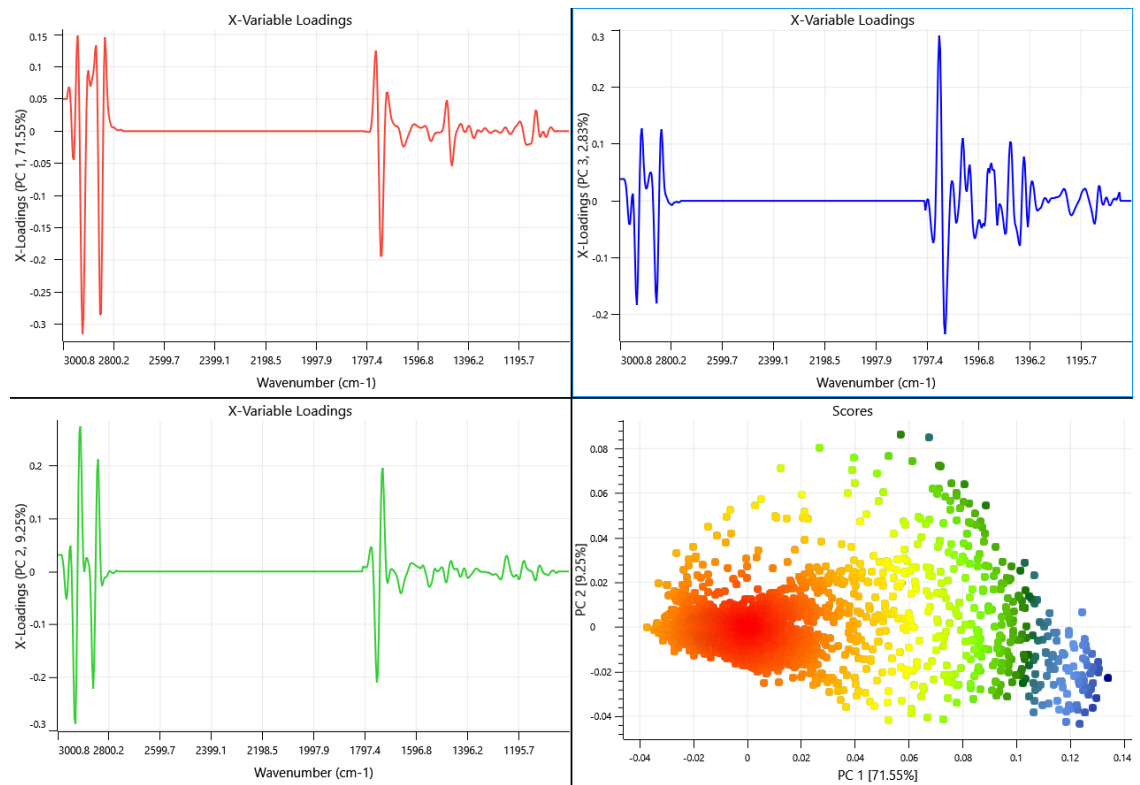 X-Variable Loadings
X-Loadings (PC 1, 71.55%)
0.15
0.1
0.05
0
-0.05
-0.1
-0.15
-0.2
-0.25
-0.3
3000.8 2800.2 2599.7 2399.1 2198.5 1997.9 1797.4 1596.8 1396.2 1195.7
Wavenumber (cm-1)
X-Variable Loadings
X-Loadings (PC 3, 2.83%)
0.3
0.2
0.1
0
-0.1
-0.2
3000.8 2800.2 2599.7 2399.1 2198.5 1997.9 1797.4 1596.8 1396.2 1195.7
Wavenumber (cm-1)
X-Variable Loadings
X-Loadings (PC 2, 9.25%)
0.2
0.1
0
-0.1
-0.2
-0.3
3000.8 2800.2 2599.7 2399.1 2198.5 1997.9 1797.4 1596.8 1396.2 1195.7
Wavenumber (cm-1)
Scores
PC 2 [9.25%]
0.08
0.06
0.04
0.02
0
-0.02
-0.04
-0.04 -0.02 0 0.02 0.04 0.06 0.08 0.1 0.12 0.14
PC 1 [71.55%]